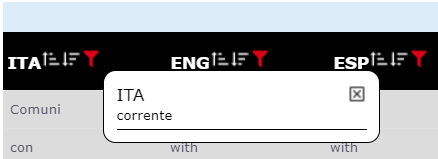 ITA ENG ESP
ITA
corrente
Comuni
con with with